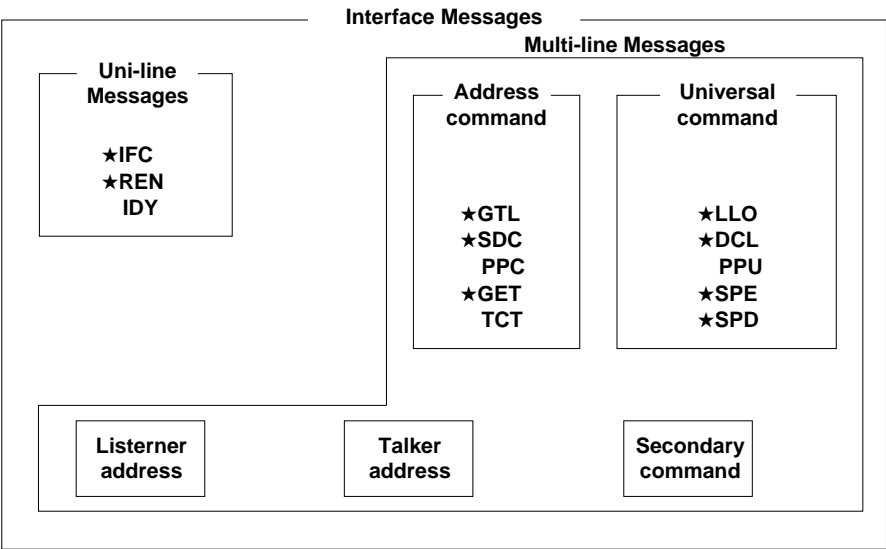 Interface Messages
Multi-line Messages
Uni-line
Messages
★IFC
★REN
IDY
Address
command
★GTL
★SDC
PPC
★GET
TCT
Universal
command
★LLO
★DCL
PPU
★SPE
★SPD
Listerner
address
Talker
address
Secondary
command